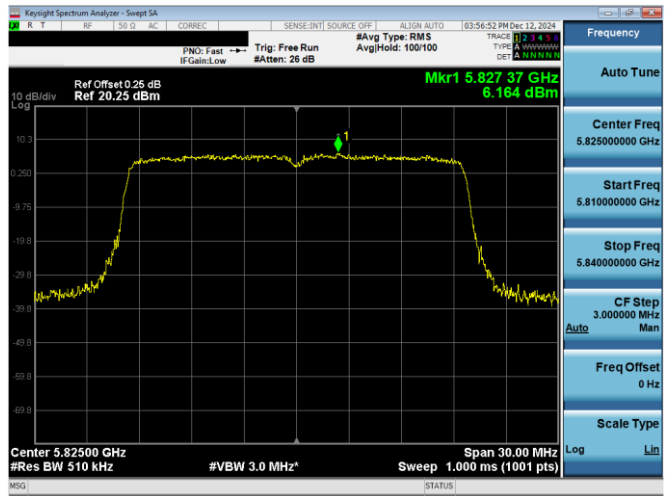 Keysight Spectrum Analyzer - Swept SA
R T RF 50 Ω AC CORREC SENSE:INT SOURCE OFF ALIGN AUTO 03:56:52 PM Dec 12, 2024
#Avg Type: RMS
TRACE 1 2 3 4 5 6
PNO: Fast Trig: Free Run Avg|Hold: 100/100 TYPE A WWWWW
IFGain:Low #Atten: 26 dB DET A N N N N N
Mkr1 5.827 37 GHz
Ref Offset 0.25 dB
10 dB/div Ref 20.25 dBm 6.164 dBm
Log
1
10.3
0.250
-9.75
-19.8
-29.8
-39.8
-49.8
-59.8
-69.8
Center 5.82500 GHz Span 30.00 MHz
#Res BW 510 kHz #VBW 3.0 MHz* Sweep 1.000 ms (1001 pts)
MSG STATUS
Frequency
Auto Tune
Center Freq
5.825000000 GHz
Start Freq
5.810000000 GHz
Stop Freq
5.840000000 GHz
CF Step
3.000000 MHz
Auto Man
Freq Offset
0 Hz
Scale Type
Log Lin